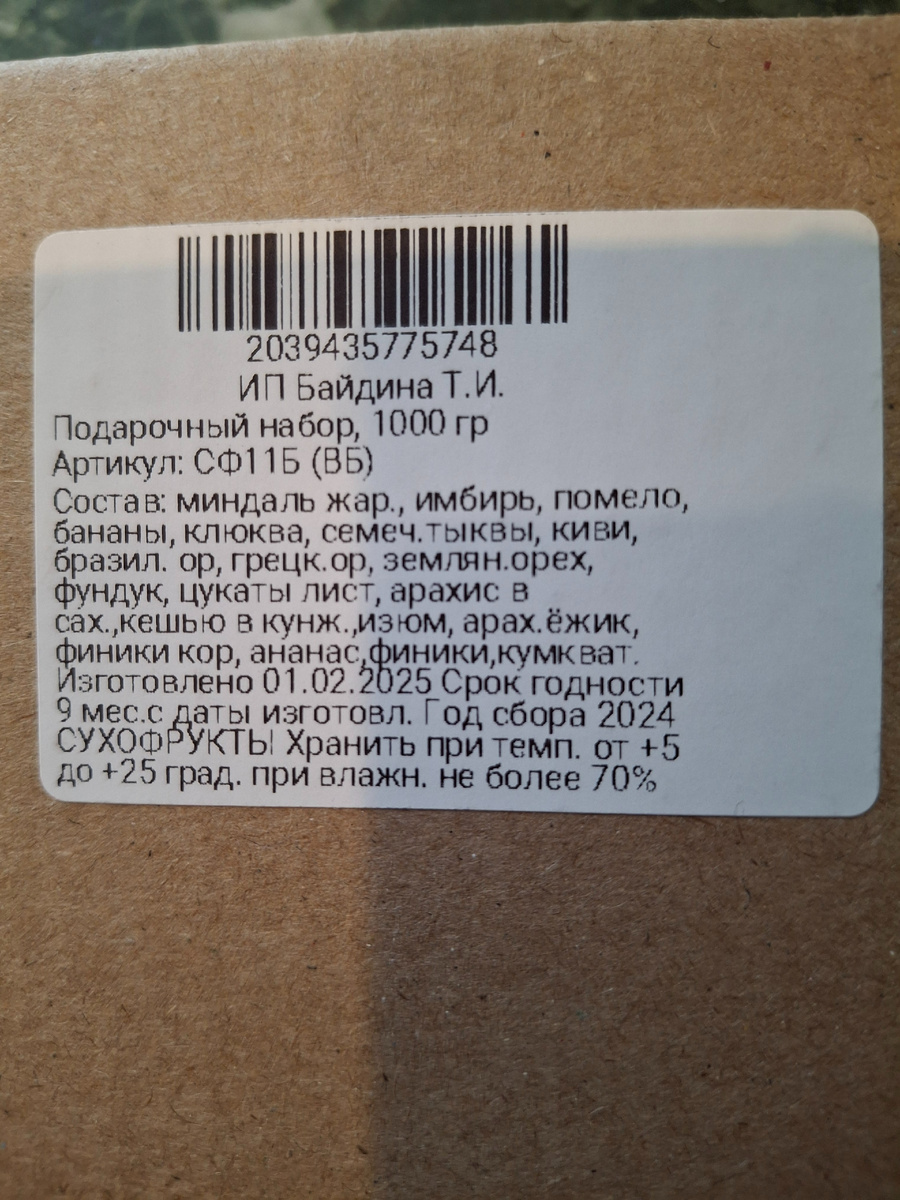 2039435775748
ИП Байдина Т.И.
Подарочный набор, 1000 гр
Артикул: СФ11Б (ВБ)
Состав: миндаль жар., имбирь, помело,
бананы, клюква, семеч.тыквы, киви,
бразил. ор, грецк.ор, землян.орех,
фундук, цукаты лист, арахис в
сах.,кешью в кунж.,изюм, арах.ёжик,
финики кор, ананас,финики,кумкват.
Изготовлено 01.02.2025 Срок годности
9 мес.с даты изготовл. Год сбора 2024
СУХОФРУКТЫ Хранить при темп. от +5
до +25 град. при влажн. не более 70%